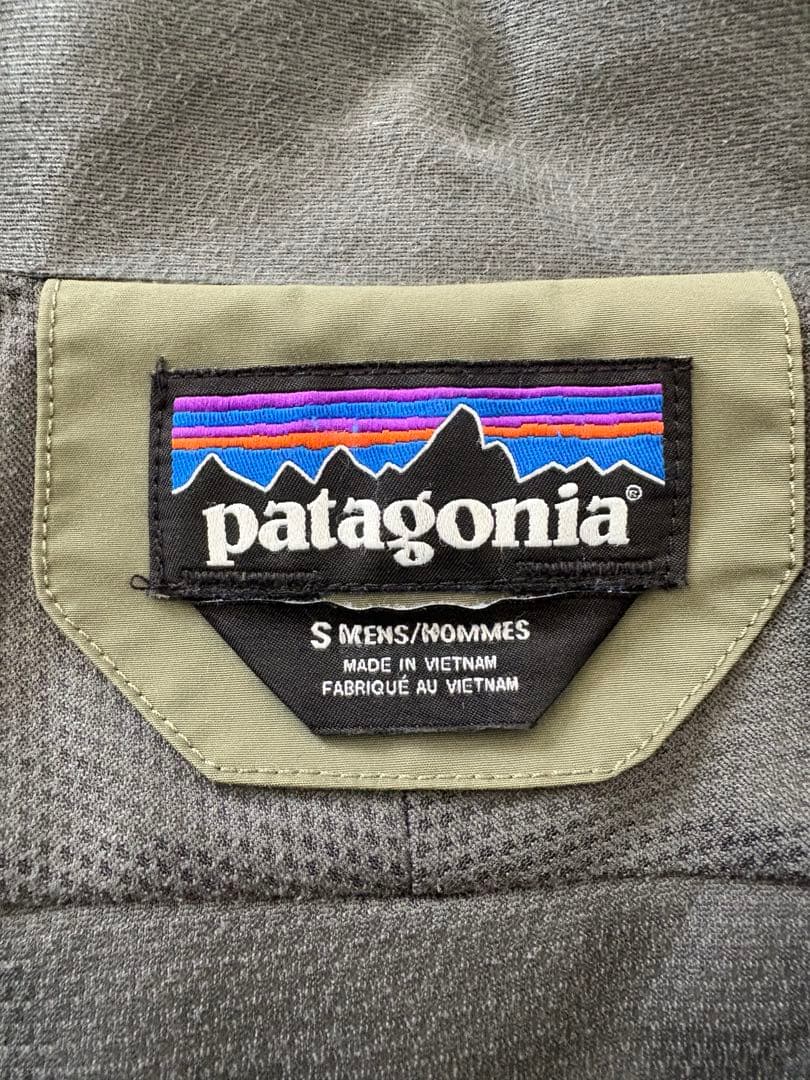 patagonia®
S MENS/HOMMES
MADE IN VIETNAM
FABRIQUÉ AU VIETNAM